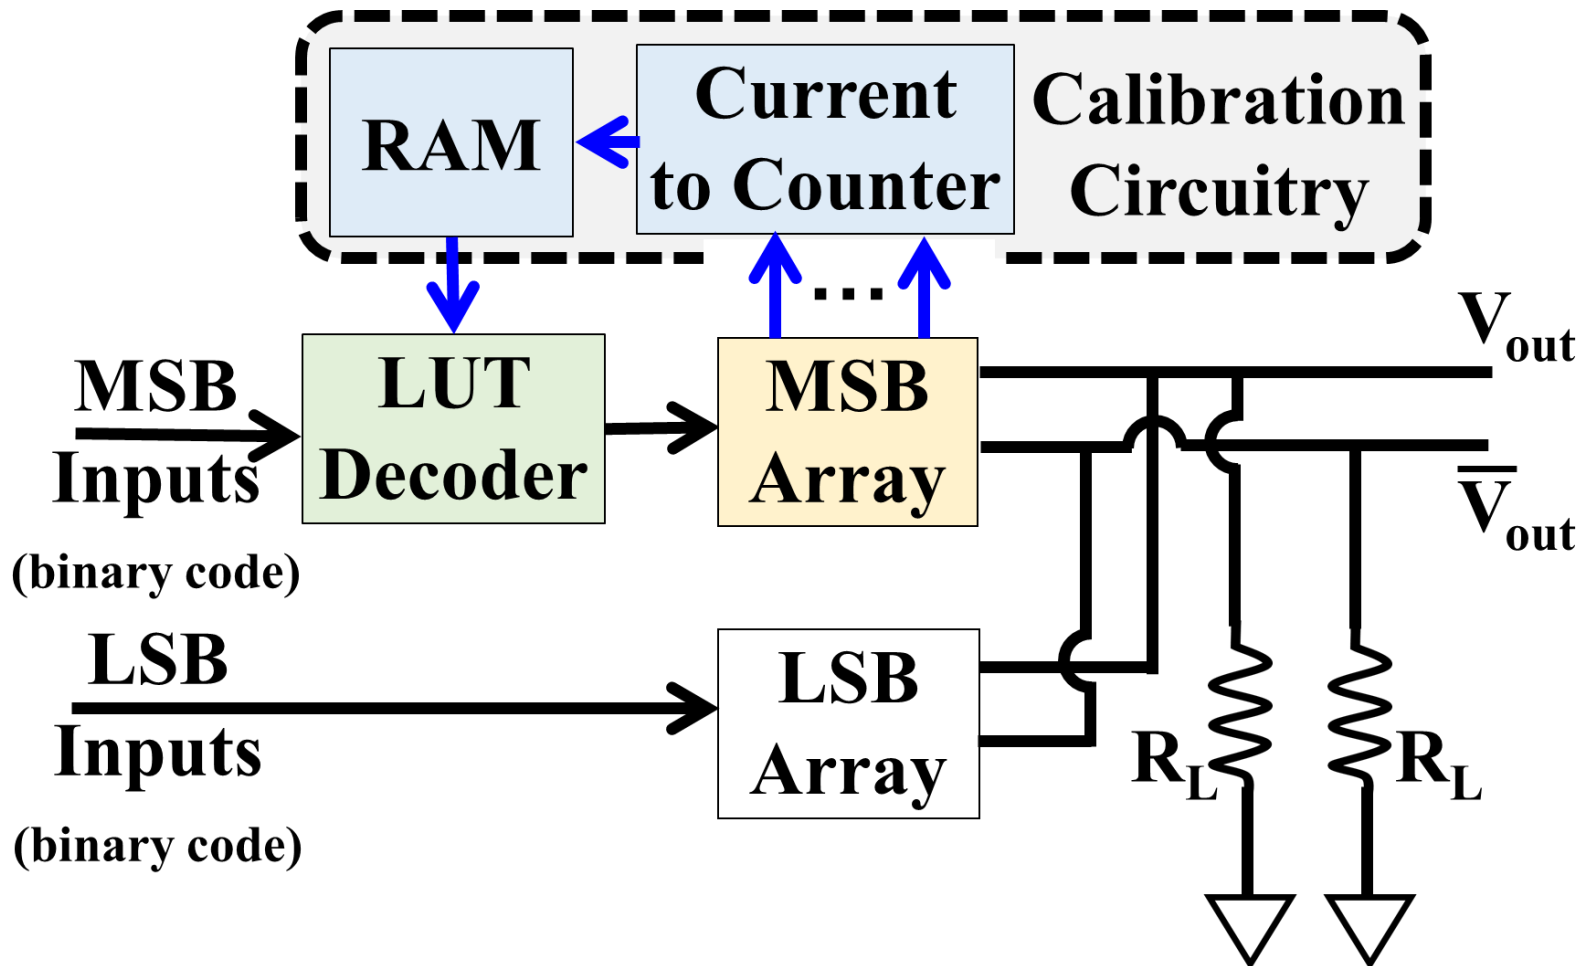 RAM
Current
to Counter
Calibration
Circuitry
...
MSB
Inputs
(binary code)
LUT
Decoder
MSB
Array
Vout
V̅out
LSB
Inputs
(binary code)
LSB
Array
RL
RL